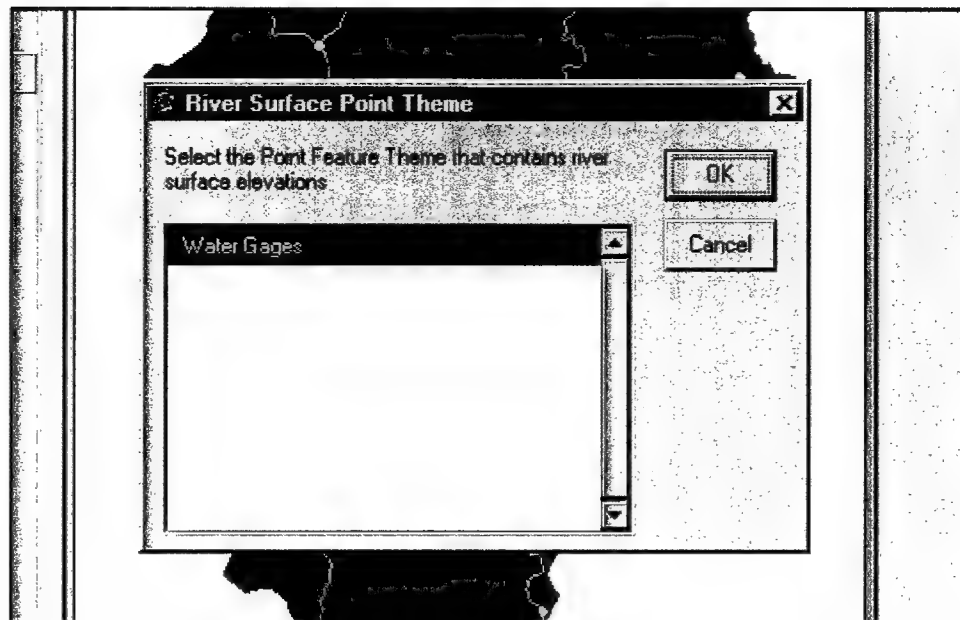 River Surface Point Theme
Select the Point Feature Theme that contains river
surface elevations
OK
Water Gages
Cancel